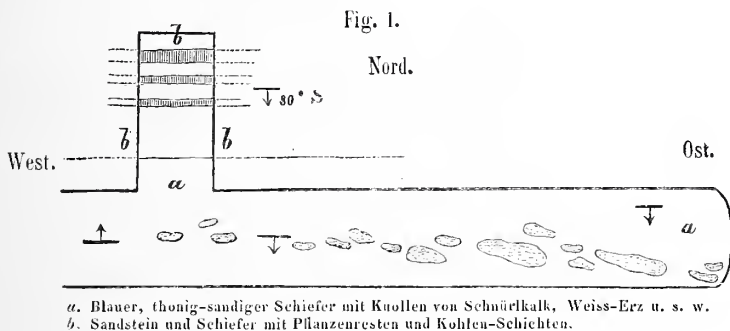 Fig. 1.
b
Nord.
80° S
b
b
West.
Ost.
a
a
a. Blauer, thonig-sandiger Schiefer mit Knollen von Schnürlkalk, Weiss-Erz u. s. w.
b. Sandstein und Schiefer mit Pflanzenresten und Kohlen-Schichten.